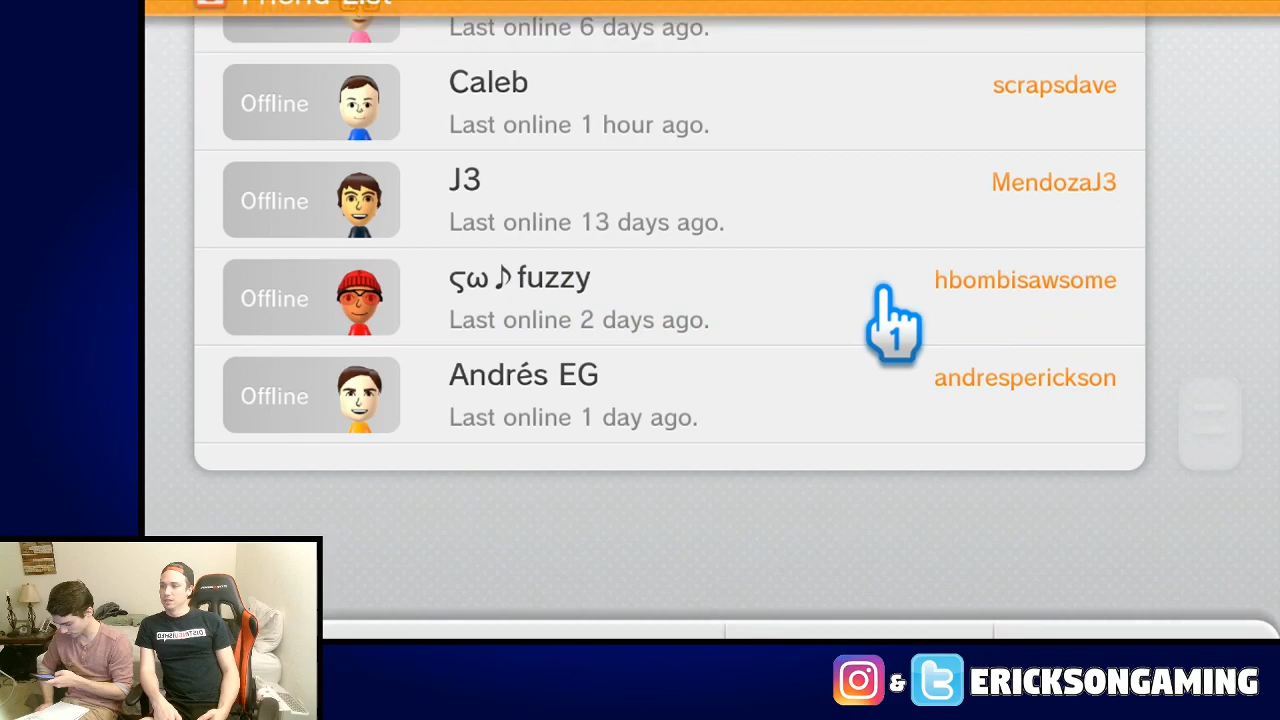 Friend List
Last online 6 days ago.
Offline
Caleb
scrapsdave
Last online 1 hour ago.
Offline
J3
MendozaJ3
Last online 13 days ago.
Offline
ςω♪fuzzy
hbombisawsome
Last online 2 days ago.
1
Offline
Andrés EG
andresperickson
Last online 1 day ago.
& ERICKSONGAMING